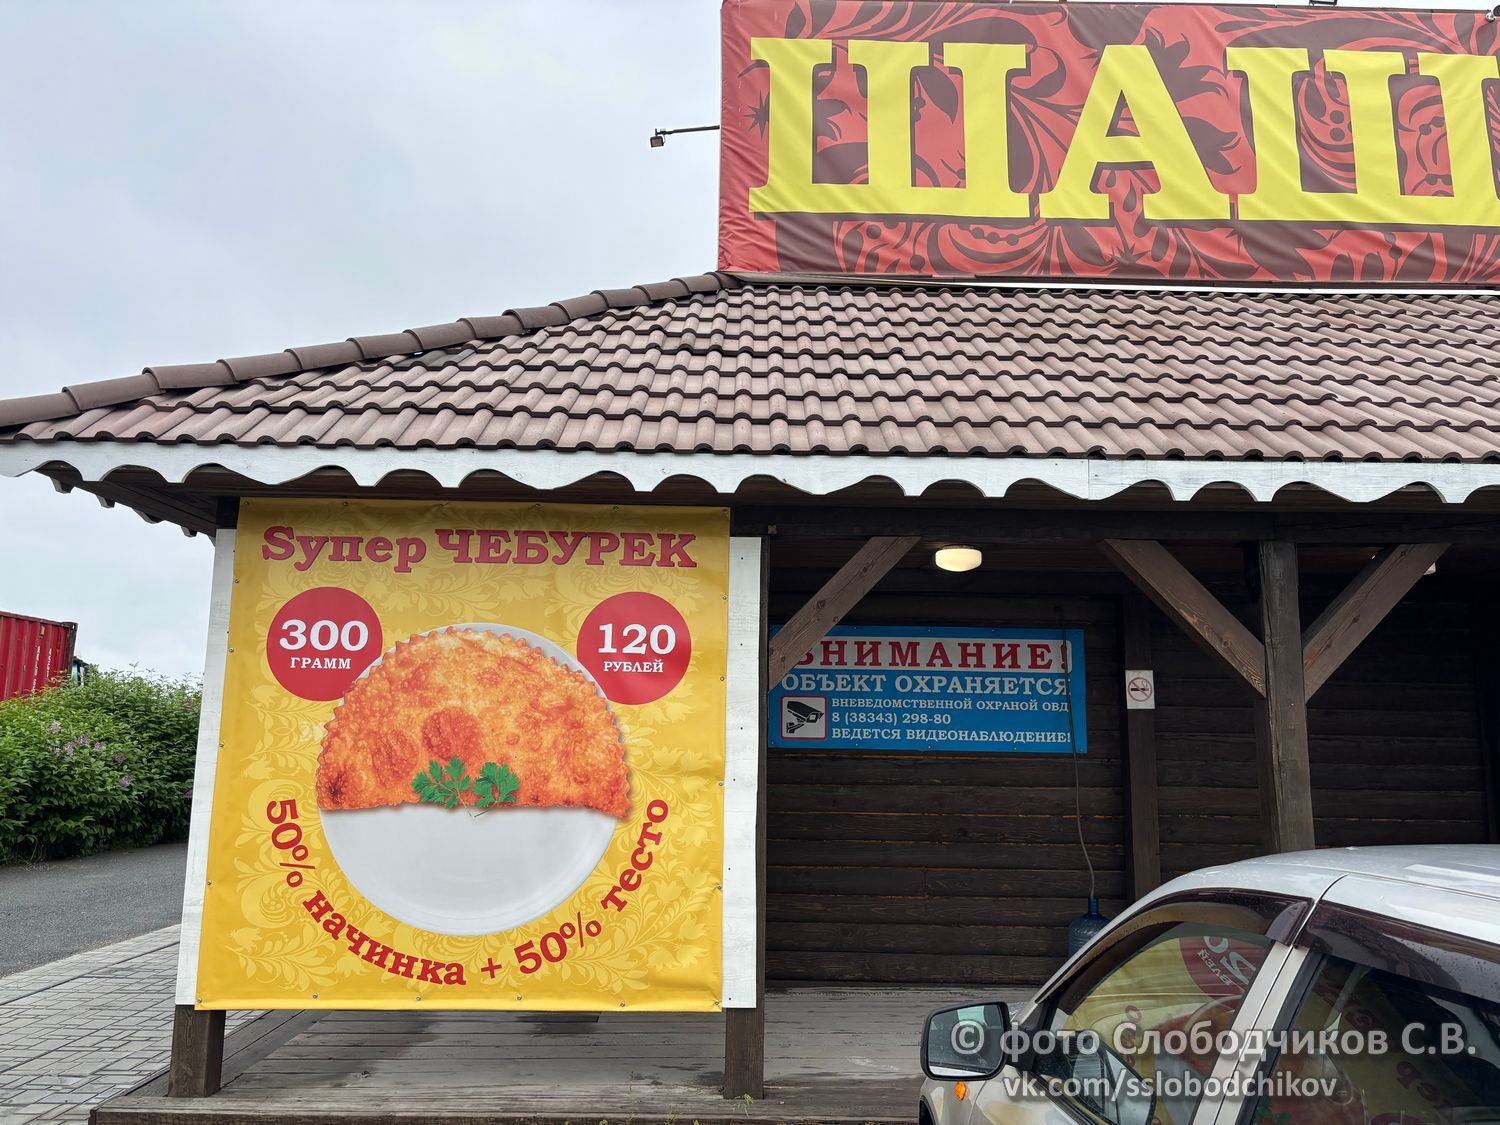 ШАШ
Sупер ЧЕБУРЕК
300
ГРАММ
120
РУБЛЕЙ
50% начинка + 50% тесто
ВНИМАНИЕ!
ОБЪЕКТ ОХРАНЯЕТСЯ
ВНЕВЕДОМСТВЕННОЙ ОХРАНОЙ ОВД
8 (38343) 298-80
ВЕДЕТСЯ ВИДЕОНАБЛЮДЕНИЕ!
© фото Слободчиков С.В.
vk.com/sslobodchikov